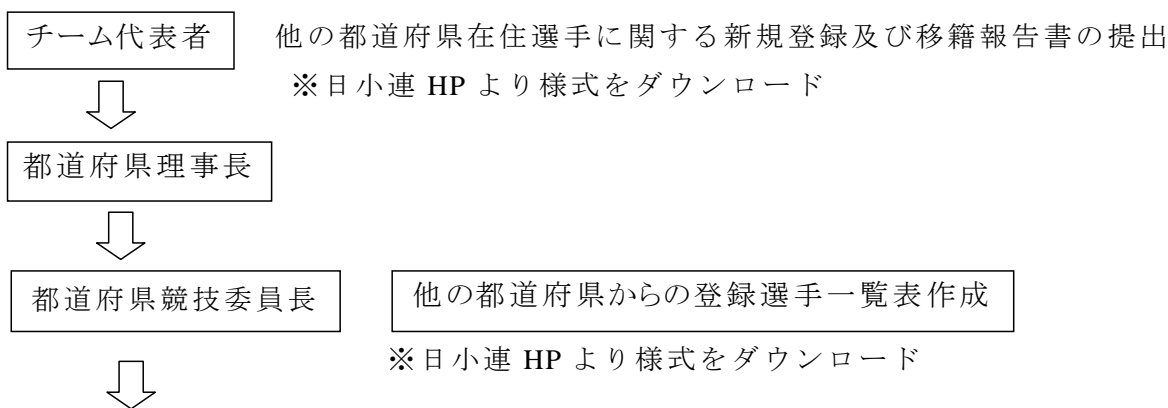 チーム代表者 他の都道府県在住選手に関する新規登録及び移籍報告書の提出
※日小連 HP より様式をダウンロード
都道府県理事長
都道府県競技委員長 他の都道府県からの登録選手一覧表作成
※日小連 HP より様式をダウンロード